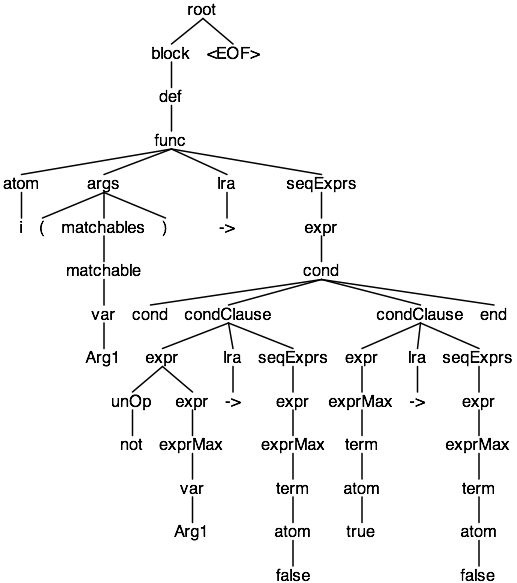 root
block <EOF>
def
func
atom args lra seqExprs
i ( matchables ) -> expr
matchable cond
var cond condClause condClause end
Arg1 expr lra seqExprs expr lra seqExprs
unOp expr -> expr exprMax -> expr
not exprMax exprMax term exprMax
var term atom term
Arg1 atom true atom
false false